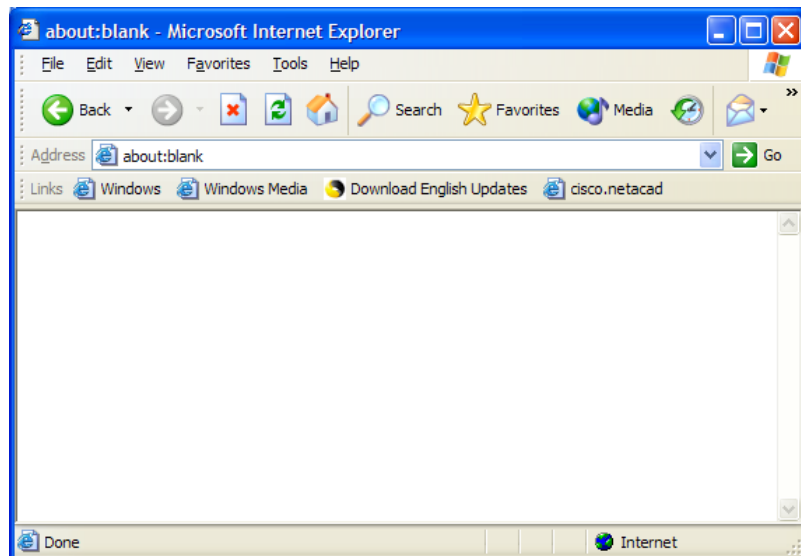 about:blank - Microsoft Internet Explorer
File Edit View Favorites Tools Help
Back Search Favorites Media »
Address about:blank Go
Links Windows Windows Media Download English Updates cisco.netacad
Done Internet